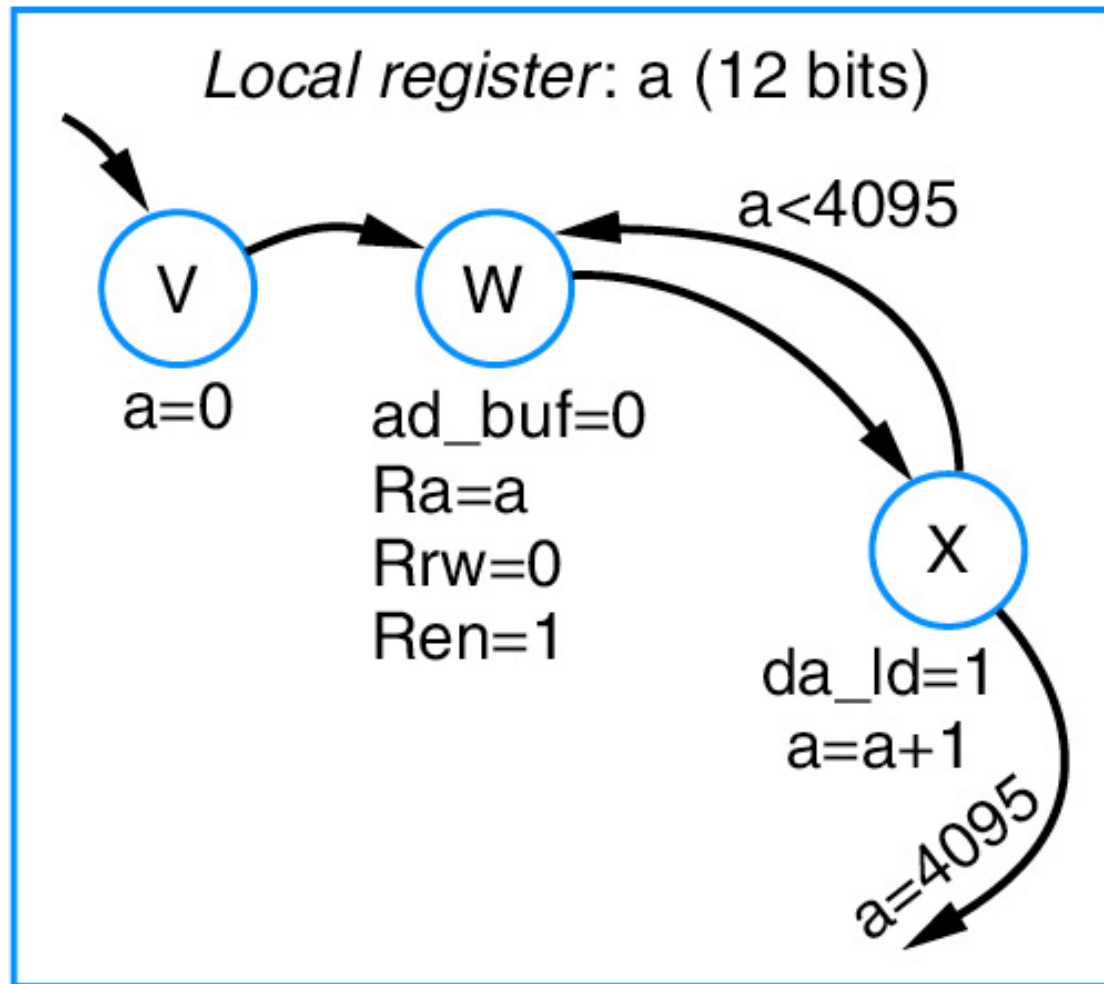 Local register: a (12 bits)
a<4095
V
W
a=0
ad_buf=0
Ra=a
Rrw=0
Ren=1
X
da_ld=1
a=a+1
a=4095